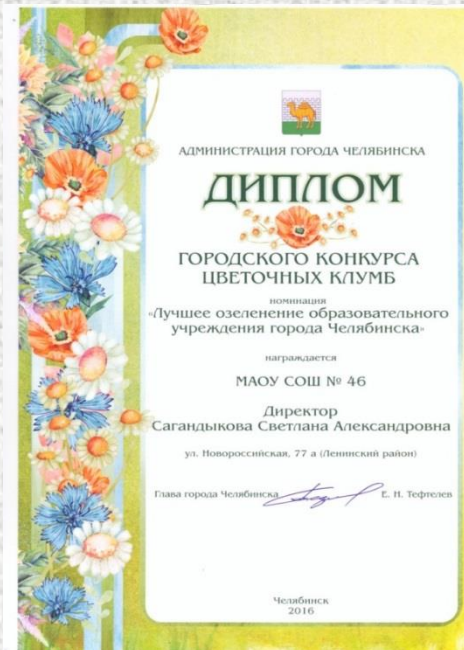 АДМИНИСТРАЦИЯ ГОРОДА ЧЕЛЯБИНСКА
ДИПЛОМ
ГОРОДСКОГО КОНКУРСА
ЦВЕТОЧНЫХ КЛУМБ
номинация
«Лучшее озеленение образовательного
учреждения города Челябинска»
награждается
МАОУ СОШ № 46
Директор
Сагандыкова Светлана Александровна
ул. Новороссийская, 77 а (Ленинский район)
Глава города Челябинска Е. Н. Тефтелев
Челябинск
2016